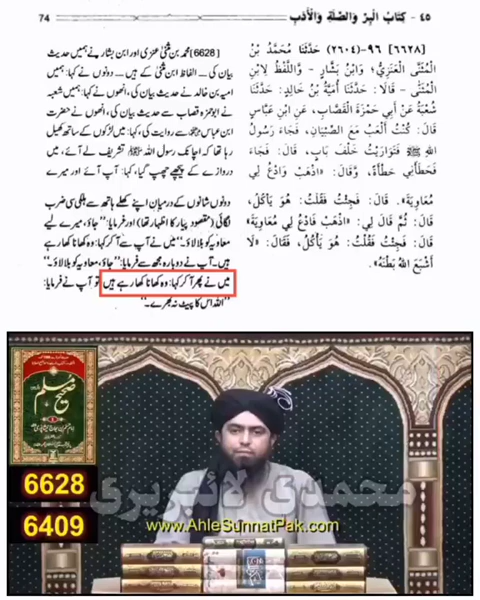 74
٤٥ - كِتَابُ الْبِرِّ وَالصِّلَةِ وَالْأَدَبِ
[6628] محمد بن مثنیٰ عنزی اور ابن بشار نے ہمیں حدیث
بیان کی ۔۔ الفاظ ابن مثنیٰ کے ہیں ۔ دونوں نے کہا: ہمیں
امیہ بن خالد نے حدیث بیان کی، انھوں نے کہا: ہمیں شعبہ
نے ابوحمزہ قصاب سے حدیث بیان کی، انھوں نے حضرت
ابن عباس رضی اللہ عنہما سے روایت کی، کہا: میں لڑکوں کے ساتھ کھیل
رہا تھا کہ اچانک رسول اللہ ﷺ تشریف لے آئے، میں
دروازے کے پیچھے چھپ گیا، کہا: آپ آئے اور میرے
دونوں شانوں کے درمیان اپنے کھلے ہاتھ سے ہلکی سی ضرب
لگائی (مقصود پیار کا اظہار تھا) اور فرمایا: ''جاؤ، میرے لیے
معاویہ کو بلا لاؤ۔'' میں نے آپ سے آکر کہا: وہ کھانا کھا رہے
ہیں۔ آپ نے دوبارہ مجھ سے فرمایا: ''جاؤ، معاویہ کو بلا لاؤ۔''
میں نے پھر آکر کہا: وہ کھانا کھا رہے ہیں تو آپ نے فرمایا:
''اللہ اس کا پیٹ نہ بھرے۔''
[٦٦٢٨] ٩٦-(٢٦٠٤) حَدَّثَنَا مُحَمَّدُ بْنُ
الْمُثَنَّى الْعَنَزِيُّ؛ وَابْنُ بَشَّارٍ - وَاللَّفْظُ لِابْنِ
الْمُثَنَّى - قَالَا: حَدَّثَنَا أُمَيَّةُ بْنُ خَالِدٍ: حَدَّثَنَا
شُعْبَةُ عَنْ أَبِي حَمْزَةَ الْقَصَّابِ، عَنِ ابْنِ عَبَّاسٍ
قَالَ: كُنْتُ أَلْعَبُ مَعَ الصِّبْيَانِ، فَجَاءَ رَسُولُ
اللهِ ﷺ فَتَوَارَيْتُ خَلْفَ بَابٍ، قَالَ: فَجَاءَ
فَحَطَأَنِي حَطْأَةً، وَقَالَ: «اذْهَبْ وَادْعُ لِي
مُعَاوِيَةَ» قَالَ: فَجِئْتُ فَقُلْتُ: هُوَ يَأْكُلُ،
قَالَ: ثُمَّ قَالَ لِيَ: «اذْهَبْ فَادْعُ لِي مُعَاوِيَةَ»
قَالَ: فَجِئْتُ فَقُلْتُ: هُوَ يَأْكُلُ، فَقَالَ: «لَا
أَشْبَعَ اللهُ بَطْنَهُ».
صحیح مسلم
6628
6409
محمدی لائبریری
www.AhleSunnatPak.com